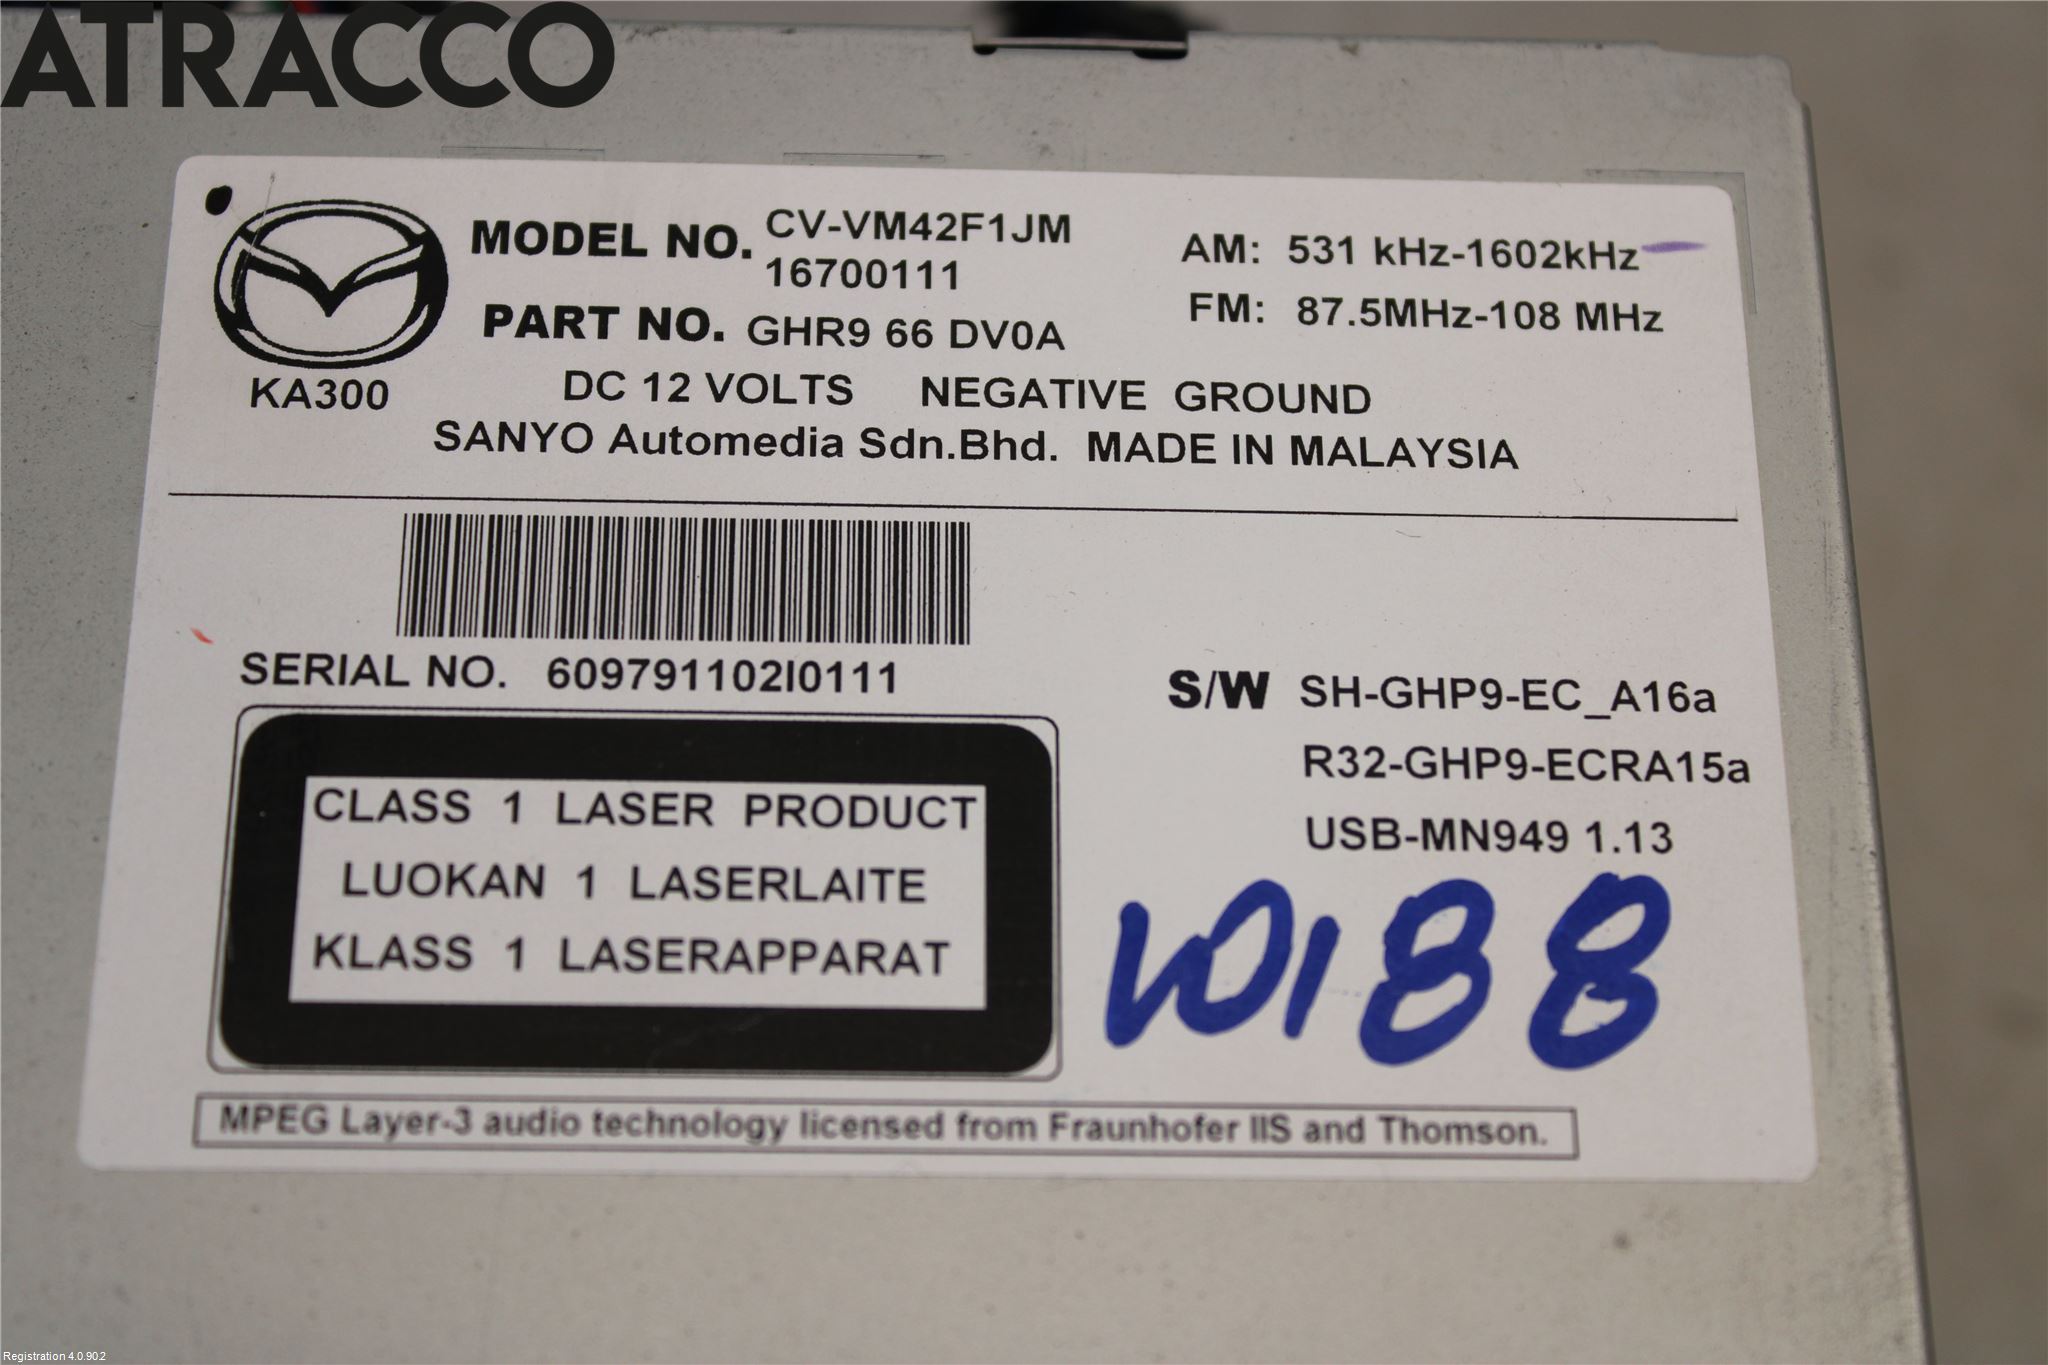 ATRACCO
MODEL NO. CV-VM42F1JM
16700111
AM: 531 kHz-1602kHz
FM: 87.5MHz-108 MHz
PART NO. GHR9 66 DV0A
KA300
DC 12 VOLTS NEGATIVE GROUND
SANYO Automedia Sdn.Bhd. MADE IN MALAYSIA
SERIAL NO. 609791102I0111
S/W SH-GHP9-EC_A16a
R32-GHP9-ECRA15a
USB-MN949 1.13
CLASS 1 LASER PRODUCT
LUOKAN 1 LASERLAITE
KLASS 1 LASERAPPARAT
V0188
MPEG Layer-3 audio technology licensed from Fraunhofer IIS and Thomson.
Registration 4.0.902